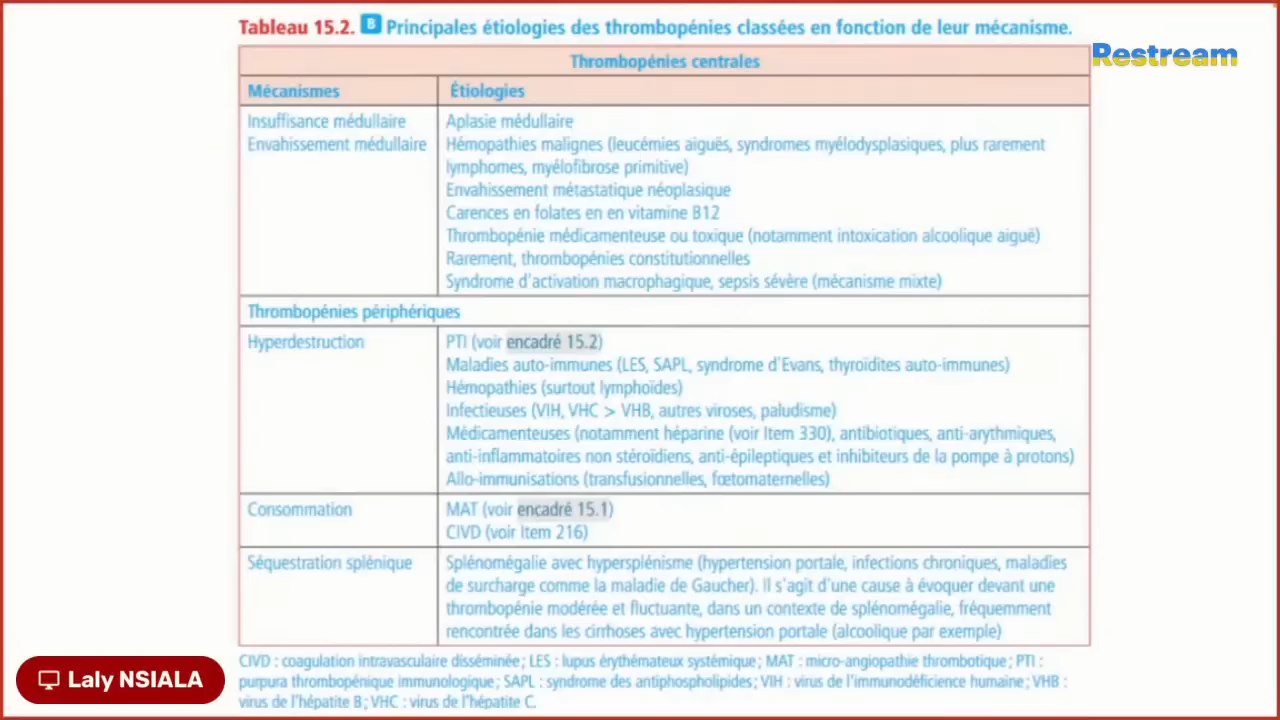 Tableau 15.2. B Principales étiologies des thrombopénies classées en fonction de leur mécanisme.
Restream
Thrombopénies centrales
Mécanismes
Étiologies
Insuffisance médullaire
Envahissement médullaire
Aplasie médullaire
Hémopathies malignes (leucémies aiguës, syndromes myélodysplasiques, plus rarement
lymphomes, myélofibrose primitive)
Envahissement métastatique néoplasique
Carences en folates en en vitamine B12
Thrombopénie médicamenteuse ou toxique (notamment intoxication alcoolique aiguë)
Rarement, thrombopénies constitutionnelles
Syndrome d'activation macrophagique, sepsis sévère (mécanisme mixte)
Thrombopénies périphériques
Hyperdestruction
PTI (voir encadré 15.2)
Maladies auto-immunes (LES, SAPL, syndrome d'Evans, thyroïdites auto-immunes)
Hémopathies (surtout lymphoïdes)
Infectieuses (VIH, VHC > VHB, autres viroses, paludisme)
Médicamenteuses (notamment héparine (voir Item 330), antibiotiques, anti-arythmiques,
anti-inflammatoires non stéroïdiens, anti-épileptiques et inhibiteurs de la pompe à protons)
Allo-immunisations (transfusionnelles, fœtomaternelles)
Consommation
MAT (voir encadré 15.1)
CIVD (voir Item 216)
Séquestration splénique
Splénomégalie avec hypersplénisme (hypertension portale, infections chroniques, maladies
de surcharge comme la maladie de Gaucher). Il s'agit d'une cause à évoquer devant une
thrombopénie modérée et fluctuante, dans un contexte de splénomégalie, fréquemment
rencontrée dans les cirrhoses avec hypertension portale (alcoolique par exemple)
CIVD : coagulation intravasculaire disséminée ; LES : lupus érythémateux systémique ; MAT : micro-angiopathie thrombotique ; PTI :
purpura thrombopénique immunologique ; SAPL : syndrome des antiphospholipides ; VIH : virus de l'immunodéficience humaine ; VHB :
virus de l'hépatite B ; VHC : virus de l'hépatite C.
Laly NSIALA